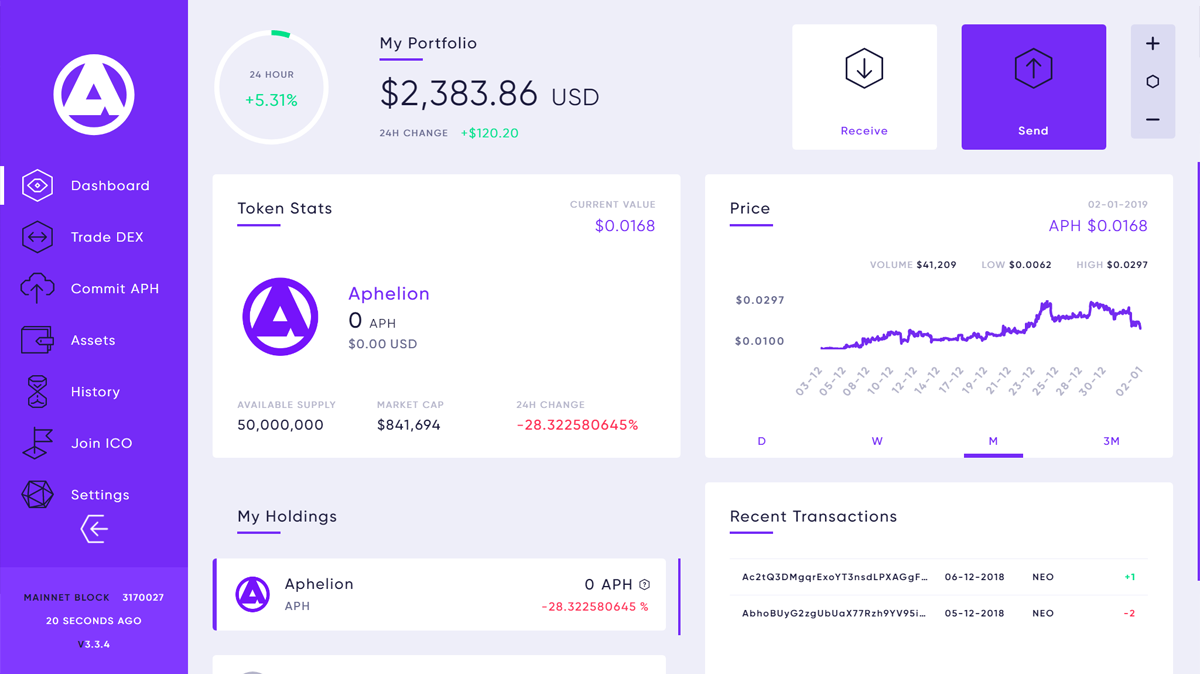 Dashboard
Trade DEX
Commit APH
Assets
History
Join ICO
Settings
MAINNET BLOCK 3170027
20 SECONDS AGO
V3.3.4
24 HOUR
+5.31%
My Portfolio
$2,383.86 USD
24H CHANGE +$120.20
Receive
Send
Token Stats
CURRENT VALUE
$0.0168
Aphelion
0 APH
$0.00 USD
AVAILABLE SUPPLY
50,000,000
MARKET CAP
$841,694
24H CHANGE
-28.322580645%
Price
02-01-2019
APH $0.0168
VOLUME $41,209 LOW $0.0062 HIGH $0.0297
$0.0297
$0.0100
03-12 05-12 08-12 10-12 12-12 14-12 17-12 19-12 21-12 23-12 25-12 28-12 30-12 02-01
D W M 3M
My Holdings
Aphelion
APH
0 APH
-28.322580645 %
Recent Transactions
Ac2tQ3DMgqrExoYT3nsdLPXAGgF... 06-12-2018 NEO +1
AbhoBUyG2zgUbUaX77Rzh9YV95i... 05-12-2018 NEO -2